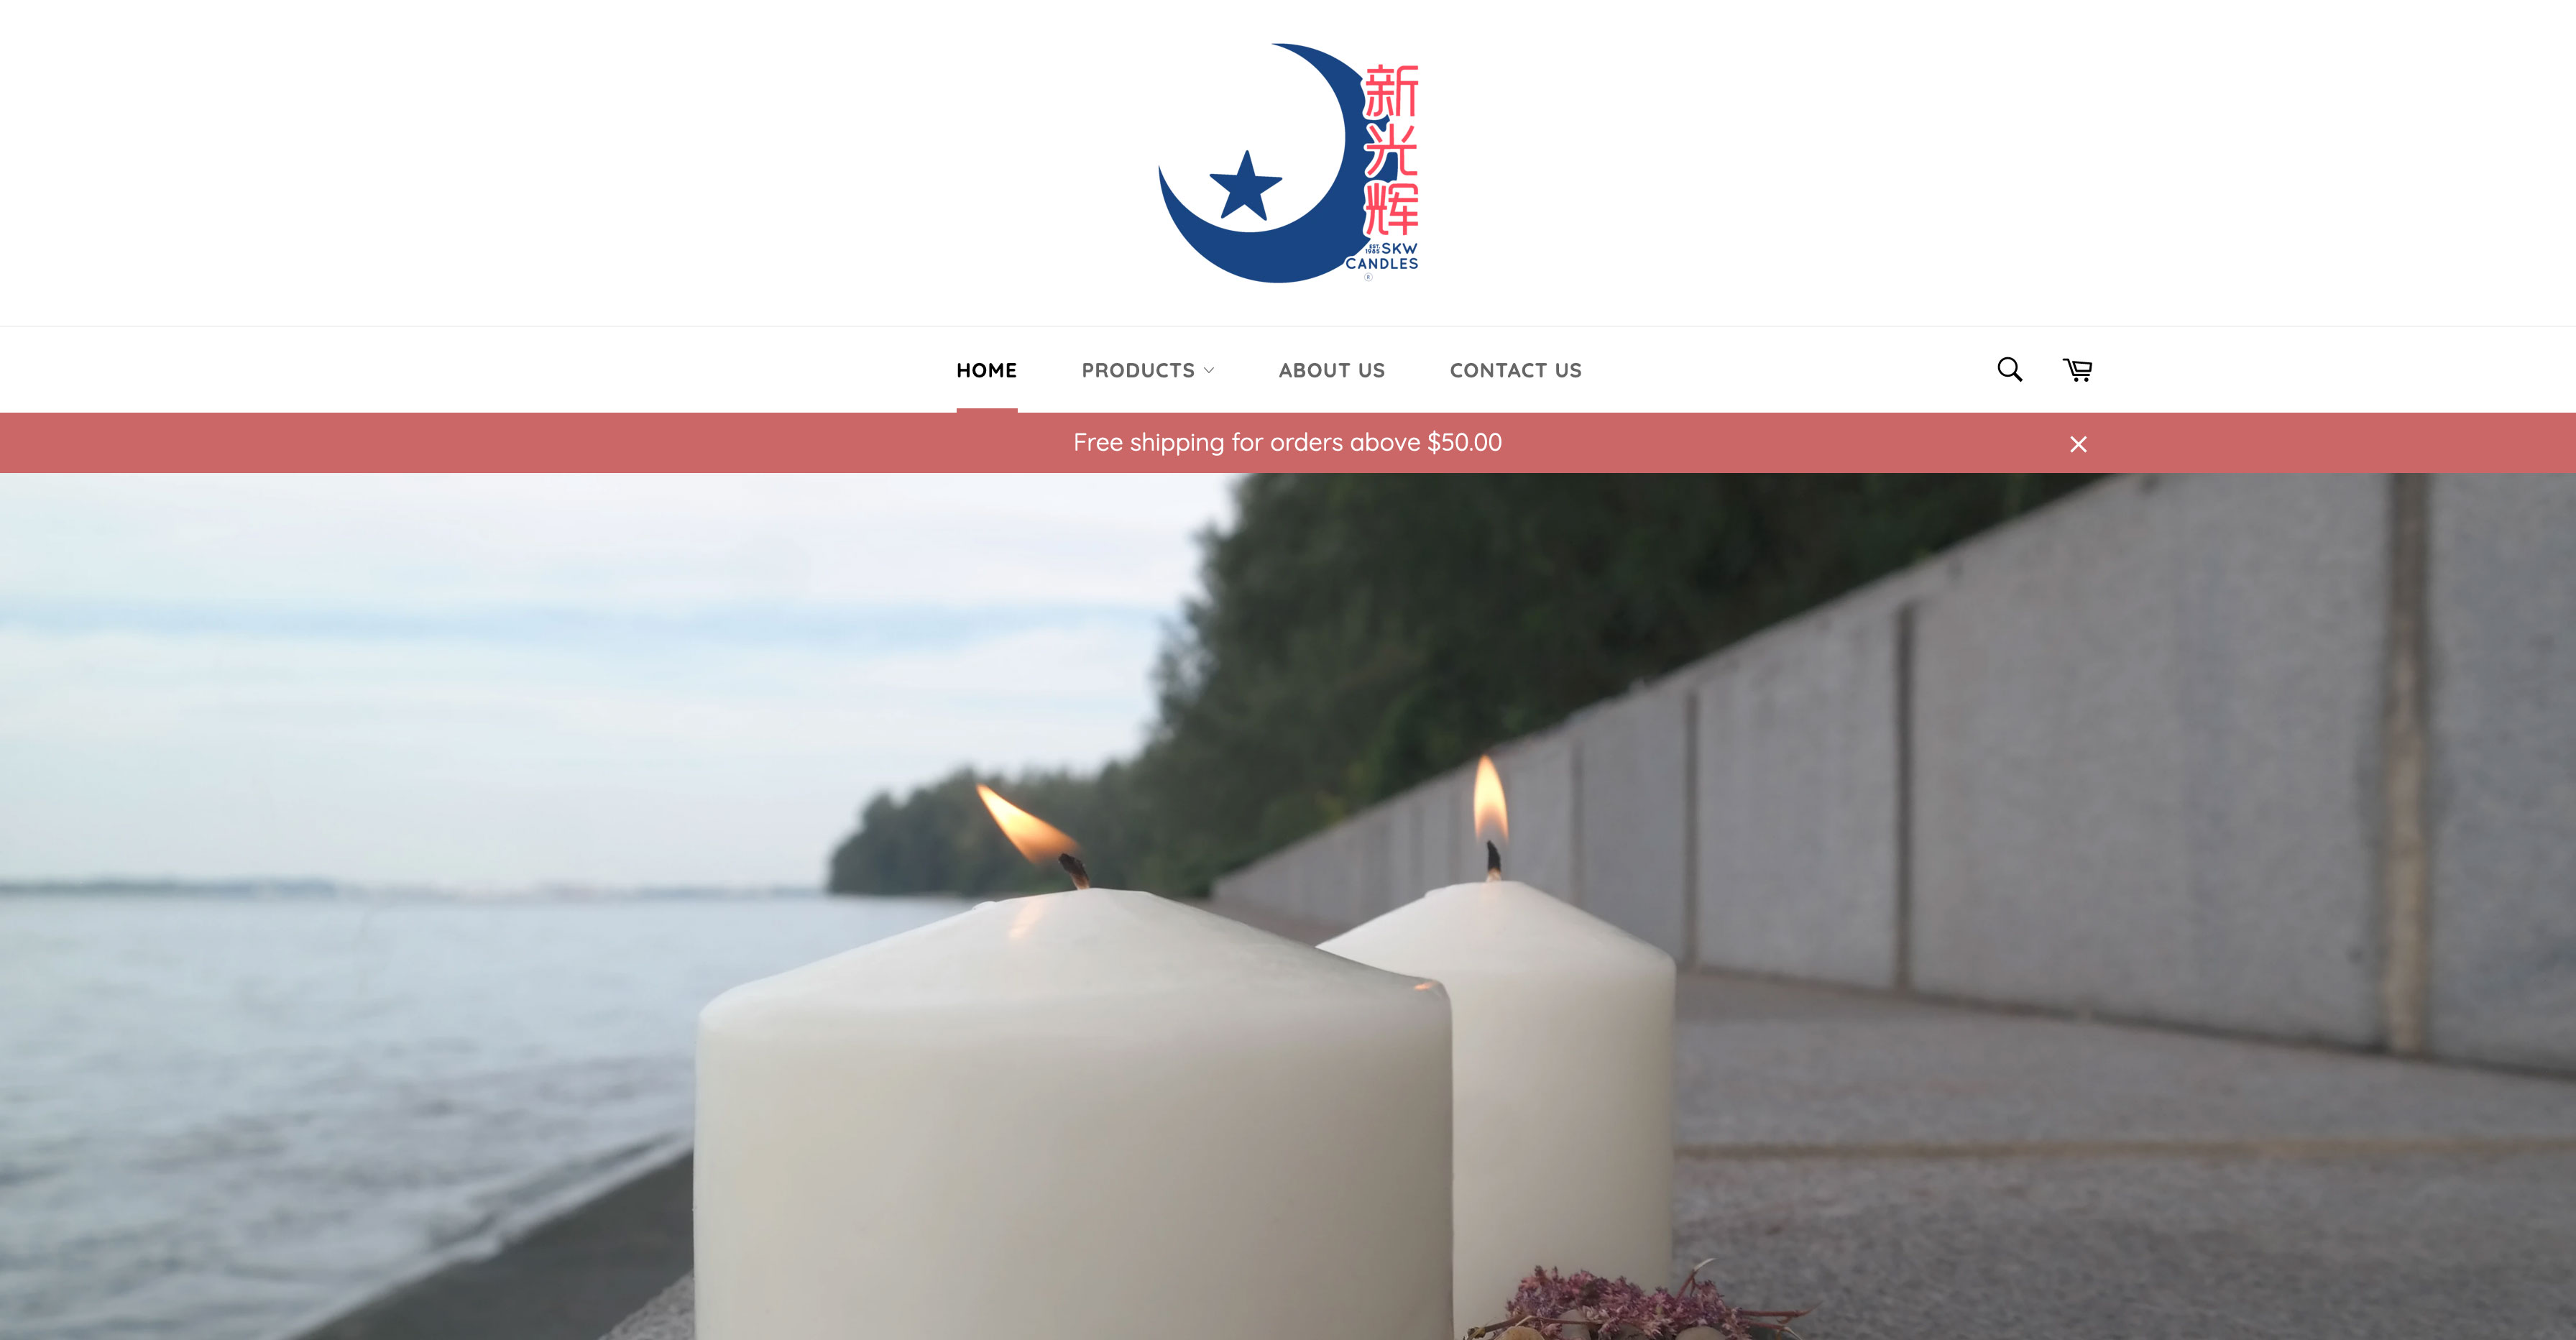 新
光
辉
EST. 1985 SKW
CANDLES
®
HOME PRODUCTS ABOUT US CONTACT US
Free shipping for orders above $50.00